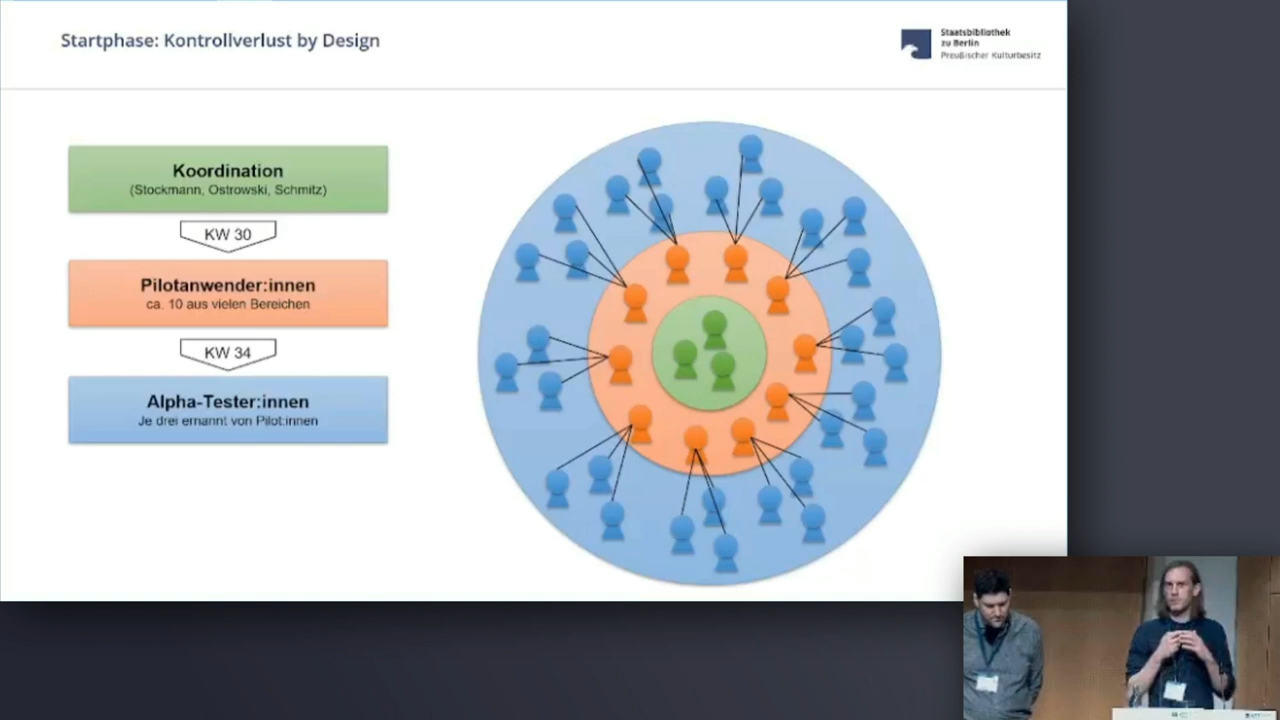 Startphase: Kontrollverlust by Design
Staatsbibliothek
zu Berlin
Preußischer Kulturbesitz
Koordination
(Stockmann, Ostrowski, Schmitz)
KW 30
Pilotanwender:innen
ca. 10 aus vielen Bereichen
KW 34
Alpha-Tester:innen
Je drei ernannt von Pilot:innen